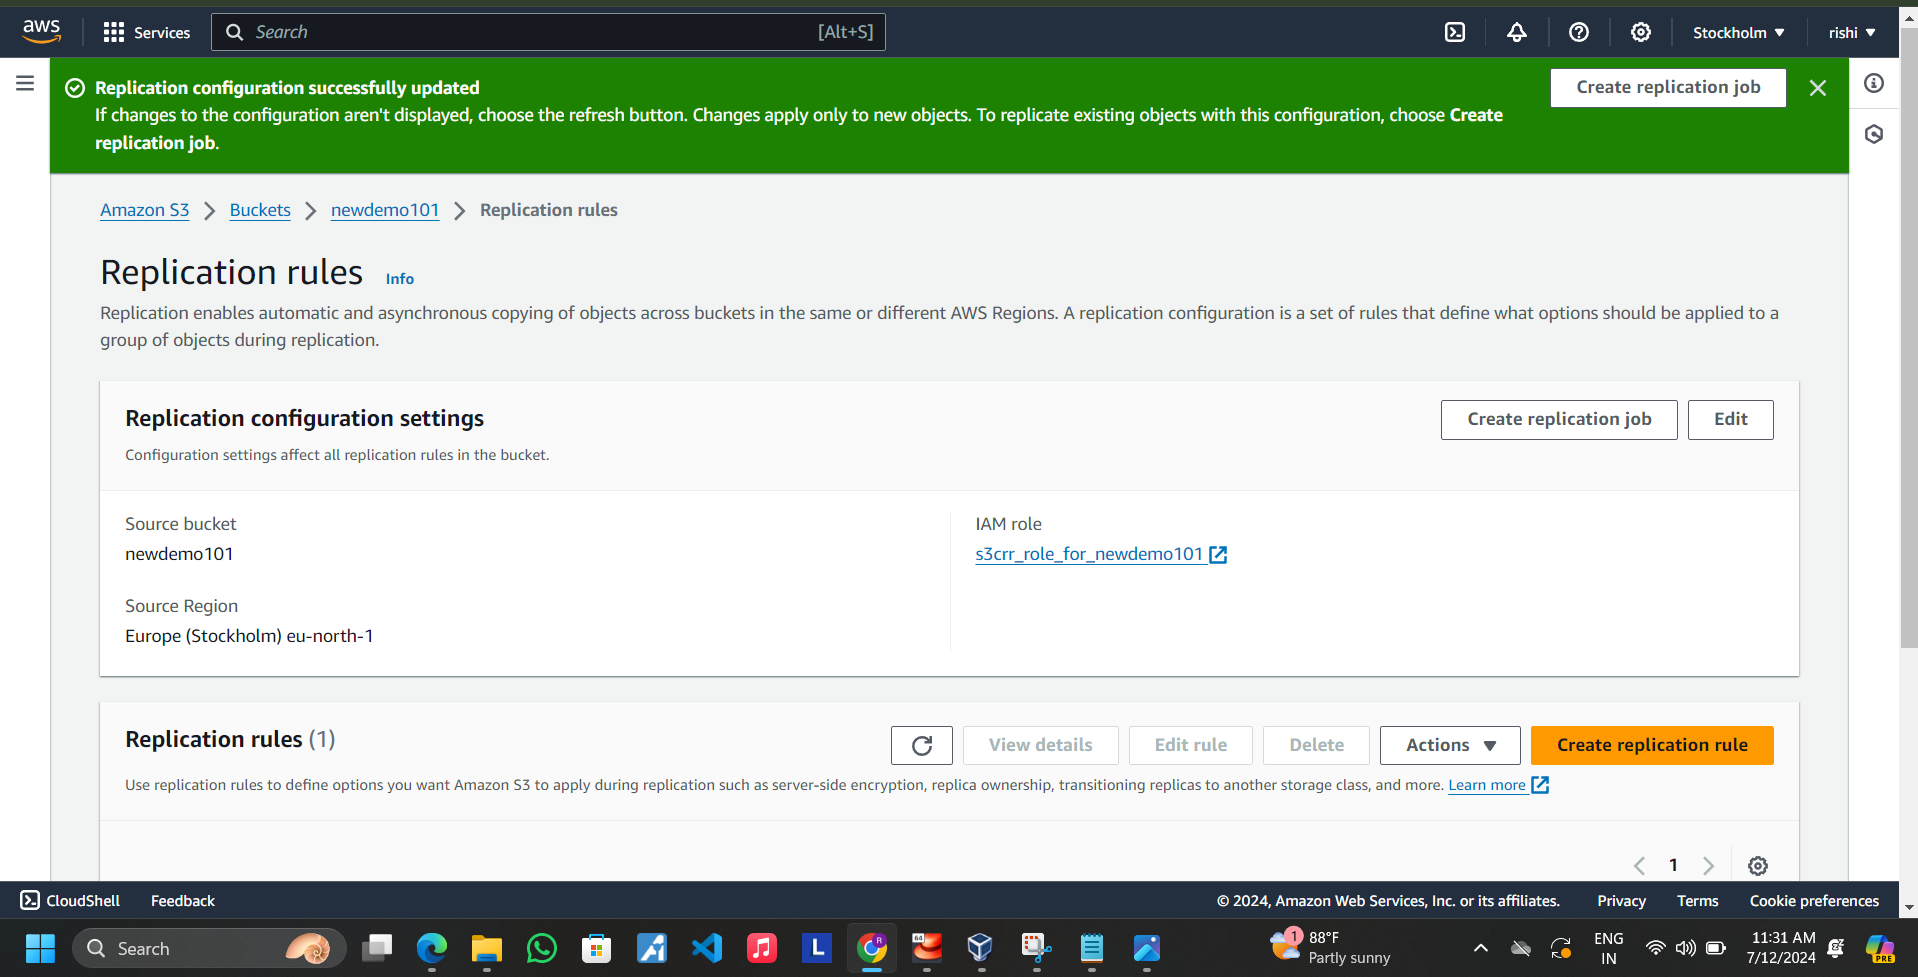 aws
Services
Search
[Alt+S]
Stockholm ▼
rishi ▼
Replication configuration successfully updated
If changes to the configuration aren't displayed, choose the refresh button. Changes apply only to new objects. To replicate existing objects with this configuration, choose Create
replication job.
Create replication job
Amazon S3 > Buckets > newdemo101 > Replication rules
Replication rules Info
Replication enables automatic and asynchronous copying of objects across buckets in the same or different AWS Regions. A replication configuration is a set of rules that define what options should be applied to a
group of objects during replication.
Replication configuration settings
Create replication job
Edit
Configuration settings affect all replication rules in the bucket.
Source bucket
newdemo101
Source Region
Europe (Stockholm) eu-north-1
IAM role
s3crr_role_for_newdemo101
Replication rules (1)
View details
Edit rule
Delete
Actions ▼
Create replication rule
Use replication rules to define options you want Amazon S3 to apply during replication such as server-side encryption, replica ownership, transitioning replicas to another storage class, and more. Learn more
< 1 >
CloudShell
Feedback
© 2024, Amazon Web Services, Inc. or its affiliates.
Privacy
Terms
Cookie preferences
Search
L
R
64
1
88°F
Partly sunny
ENG
IN
11:31 AM
7/12/2024
PRE